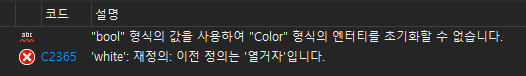 코드 설명
abc "bool" 형식의 값을 사용하여 "Color" 형식의 엔터티를 초기화할 수 없습니다.
C2365 'white': 재정의: 이전 정의는 '열거자'입니다.